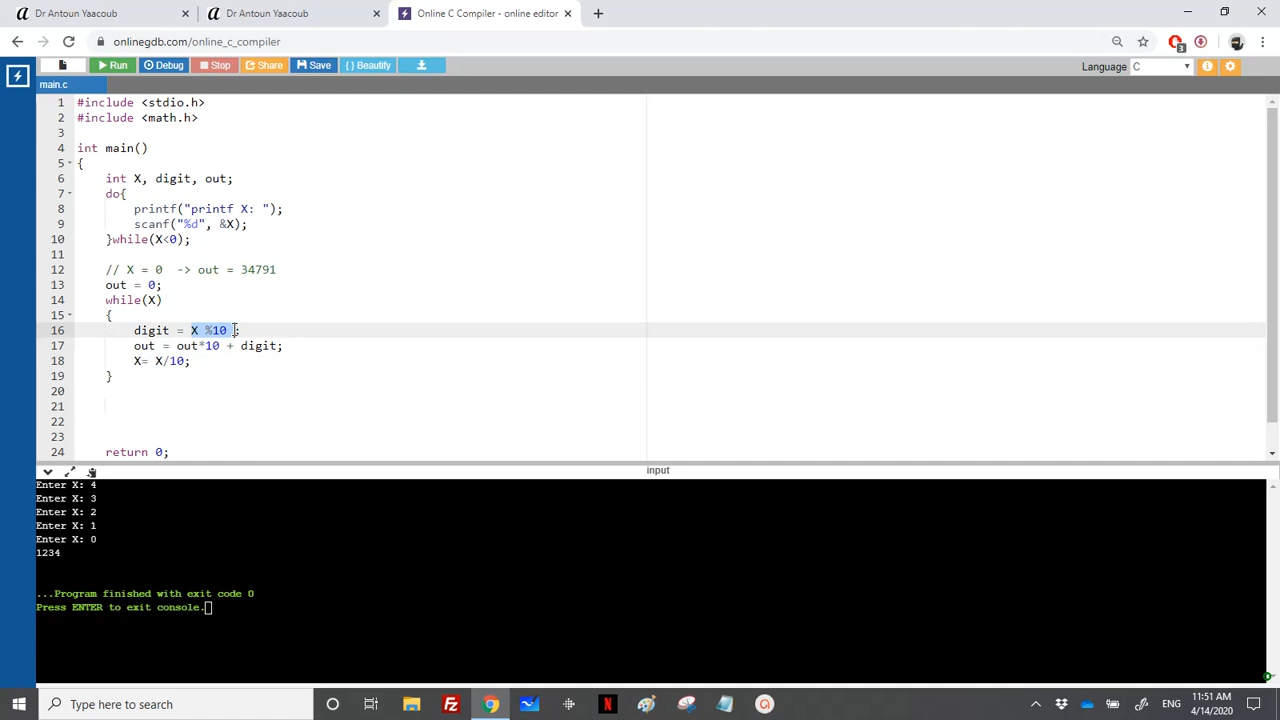 Dr Antoun Yaacoub
Dr Antoun Yaacoub
Online C Compiler - online editor
onlinegdb.com/online_c_compiler
3
Run
Debug
Stop
Share
Save
{ } Beautify
Language C
main.c
1 #include <stdio.h>
2 #include <math.h>
3
4 int main()
5 {
6 int X, digit, out;
7 do{
8 printf("printf X: ");
9 scanf("%d", &X);
10 }while(X<0);
11
12 // X = 0  -> out = 34791
13 out = 0;
14 while(X)
15 {
16 digit = X %10 ;
17 out = out*10 + digit;
18 X= X/10;
19 }
20
21
22
23
24 return 0;
input
Enter X: 4
Enter X: 3
Enter X: 2
Enter X: 1
Enter X: 0
1234
...Program finished with exit code 0
Press ENTER to exit console.
Type here to search
ENG
11:51 AM
4/14/2020